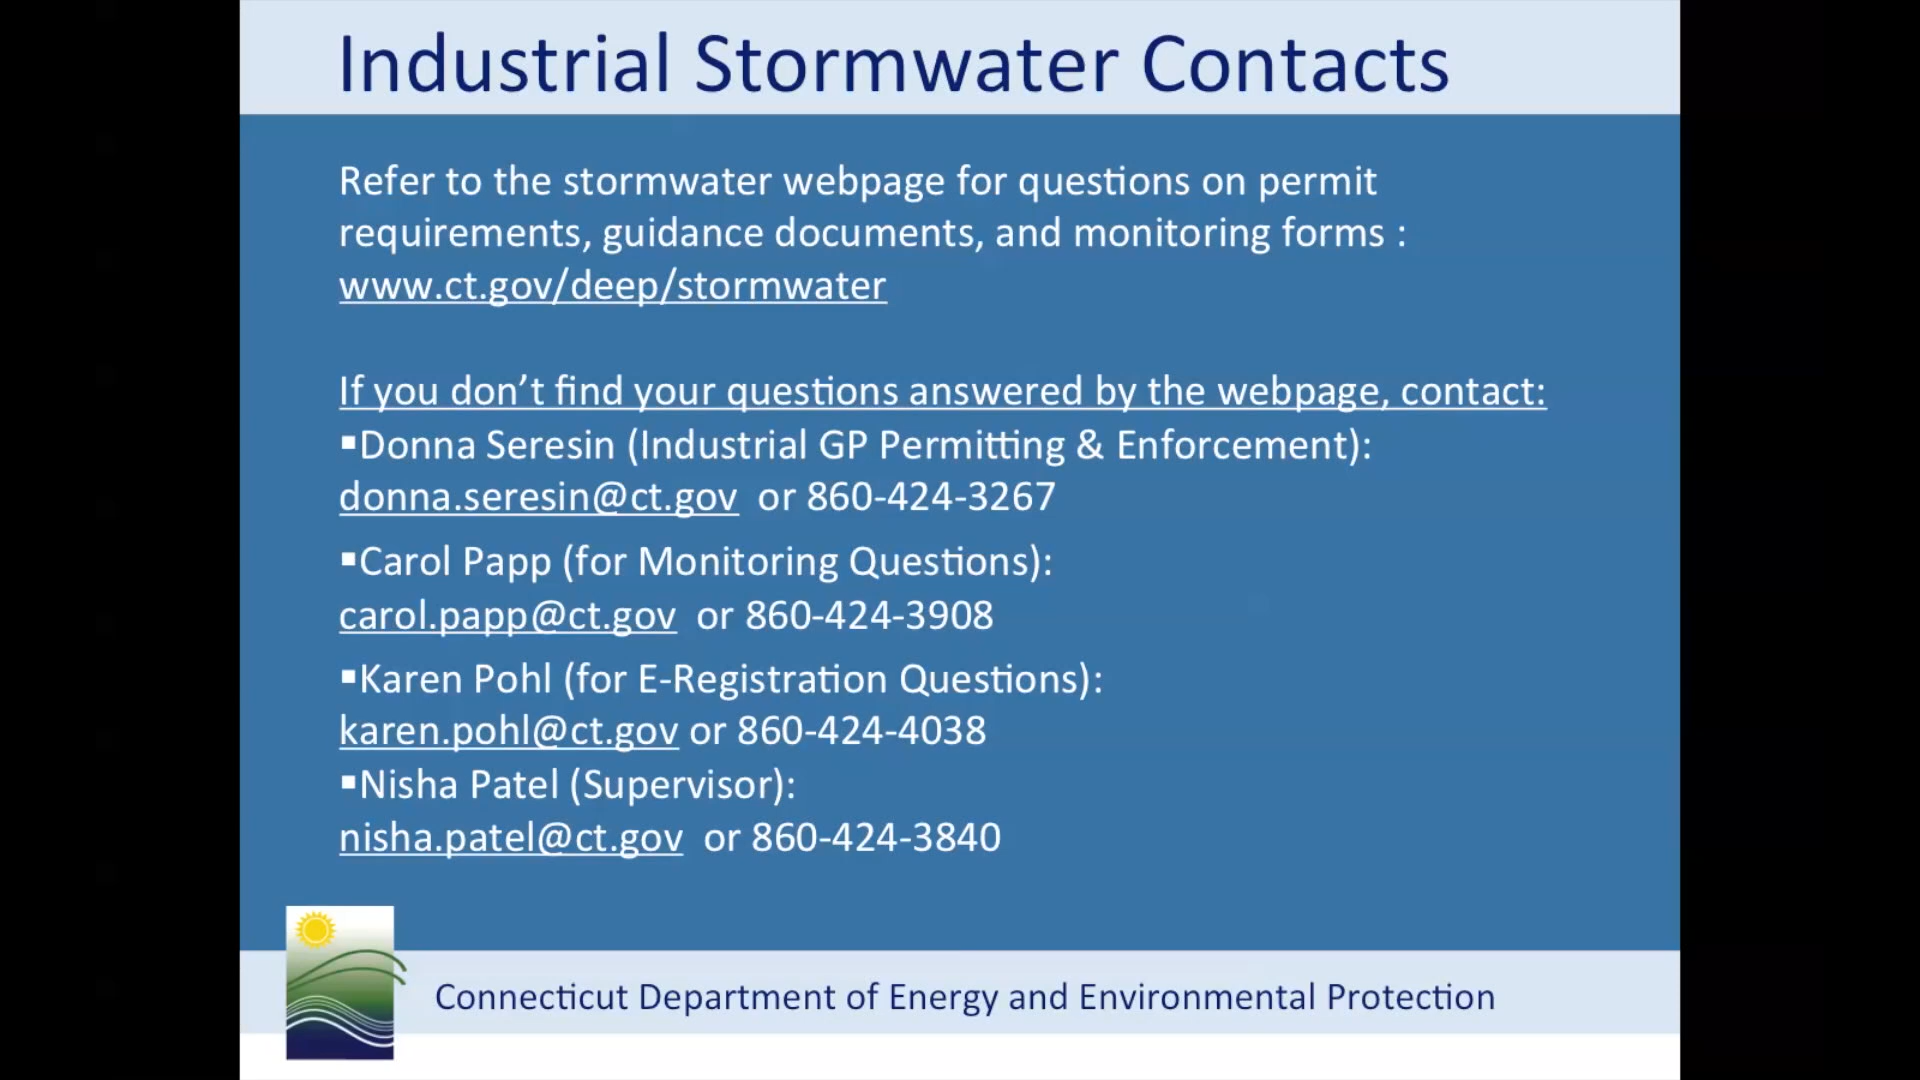 Industrial Stormwater Contacts
Refer to the stormwater webpage for questions on permit
requirements, guidance documents, and monitoring forms :
www.ct.gov/deep/stormwater
If you don’t find your questions answered by the webpage, contact:
▪Donna Seresin (Industrial GP Permitting & Enforcement):
donna.seresin@ct.gov or 860-424-3267
▪Carol Papp (for Monitoring Questions):
carol.papp@ct.gov or 860-424-3908
▪Karen Pohl (for E-Registration Questions):
karen.pohl@ct.gov or 860-424-4038
▪Nisha Patel (Supervisor):
nisha.patel@ct.gov or 860-424-3840
Connecticut Department of Energy and Environmental Protection